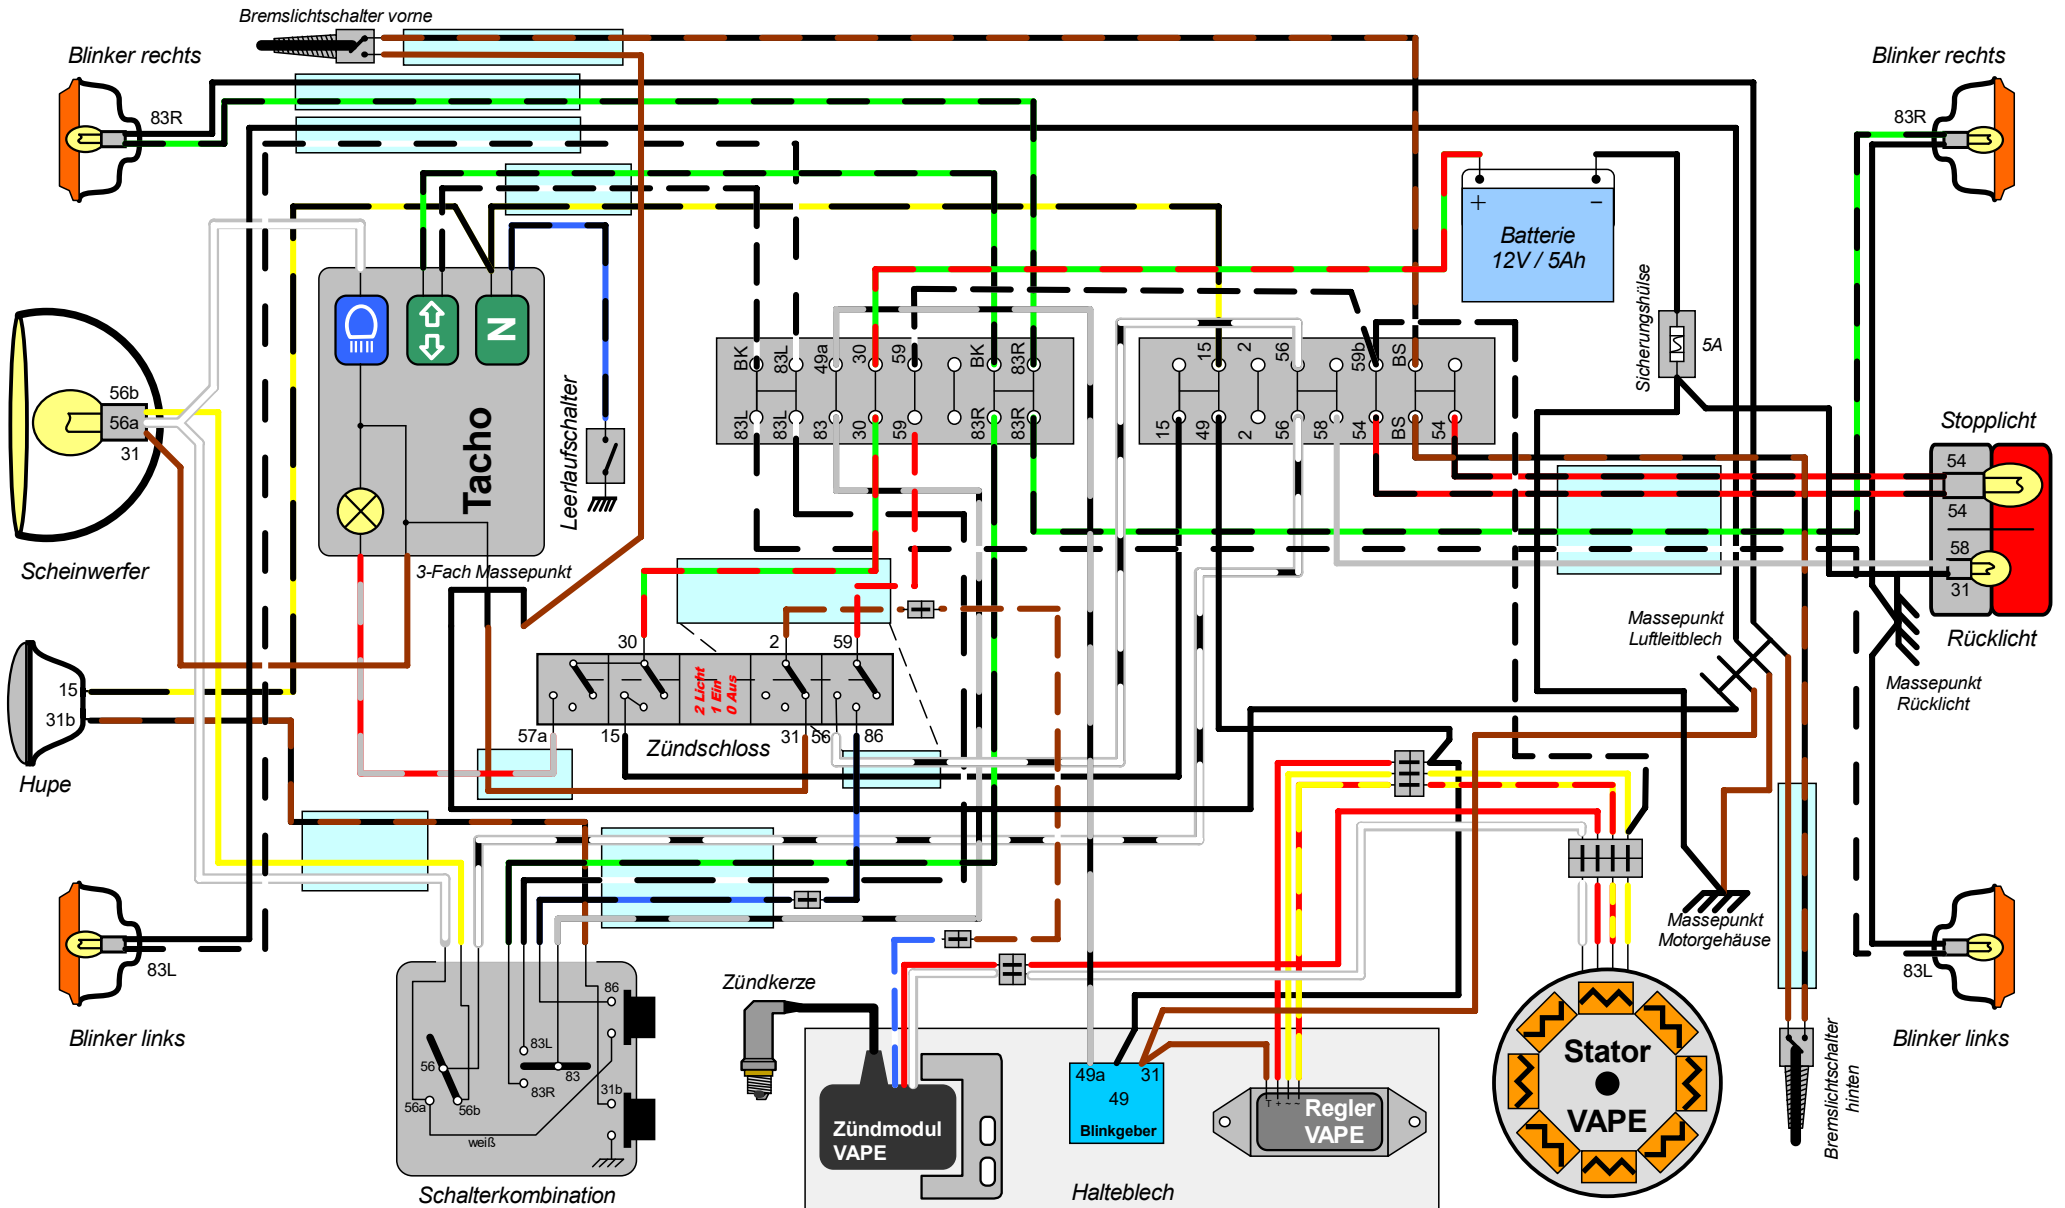 Bremslichtschalter vorne
Blinker rechts
83R
Blinker rechts
83R
+ −
Batterie
12V / 5Ah
Sicherungshülse
5A
N
Tacho
Leerlaufschalter
56b
56a
31
Scheinwerfer
BK 83L 49a 30 59 BK 83R
83L 83L 83 30 59 83R 83R
15 2 56 59b BS
15 49 2 56 58 54 BS 54
Stopplicht
54
54
58
31
Rücklicht
3-Fach Massepunkt
Massepunkt
Luftleitblech
Massepunkt
Rücklicht
15
31b
Hupe
30 2 59
2 Licht
1 Ein
0 Aus
57a 15 31 56 86
Zündschloss
Massepunkt
Motorgehäuse
83L
Blinker links
83L
Blinker links
86
83L
56 83
83R
31b
56a 56b
weiß
Schalterkombination
Zündkerze
Zündmodul
VAPE
49a 31
49
Blinkgeber
T + ~ ~
Regler
VAPE
Halteblech
Stator
VAPE
Bremslichtschalter
hinten